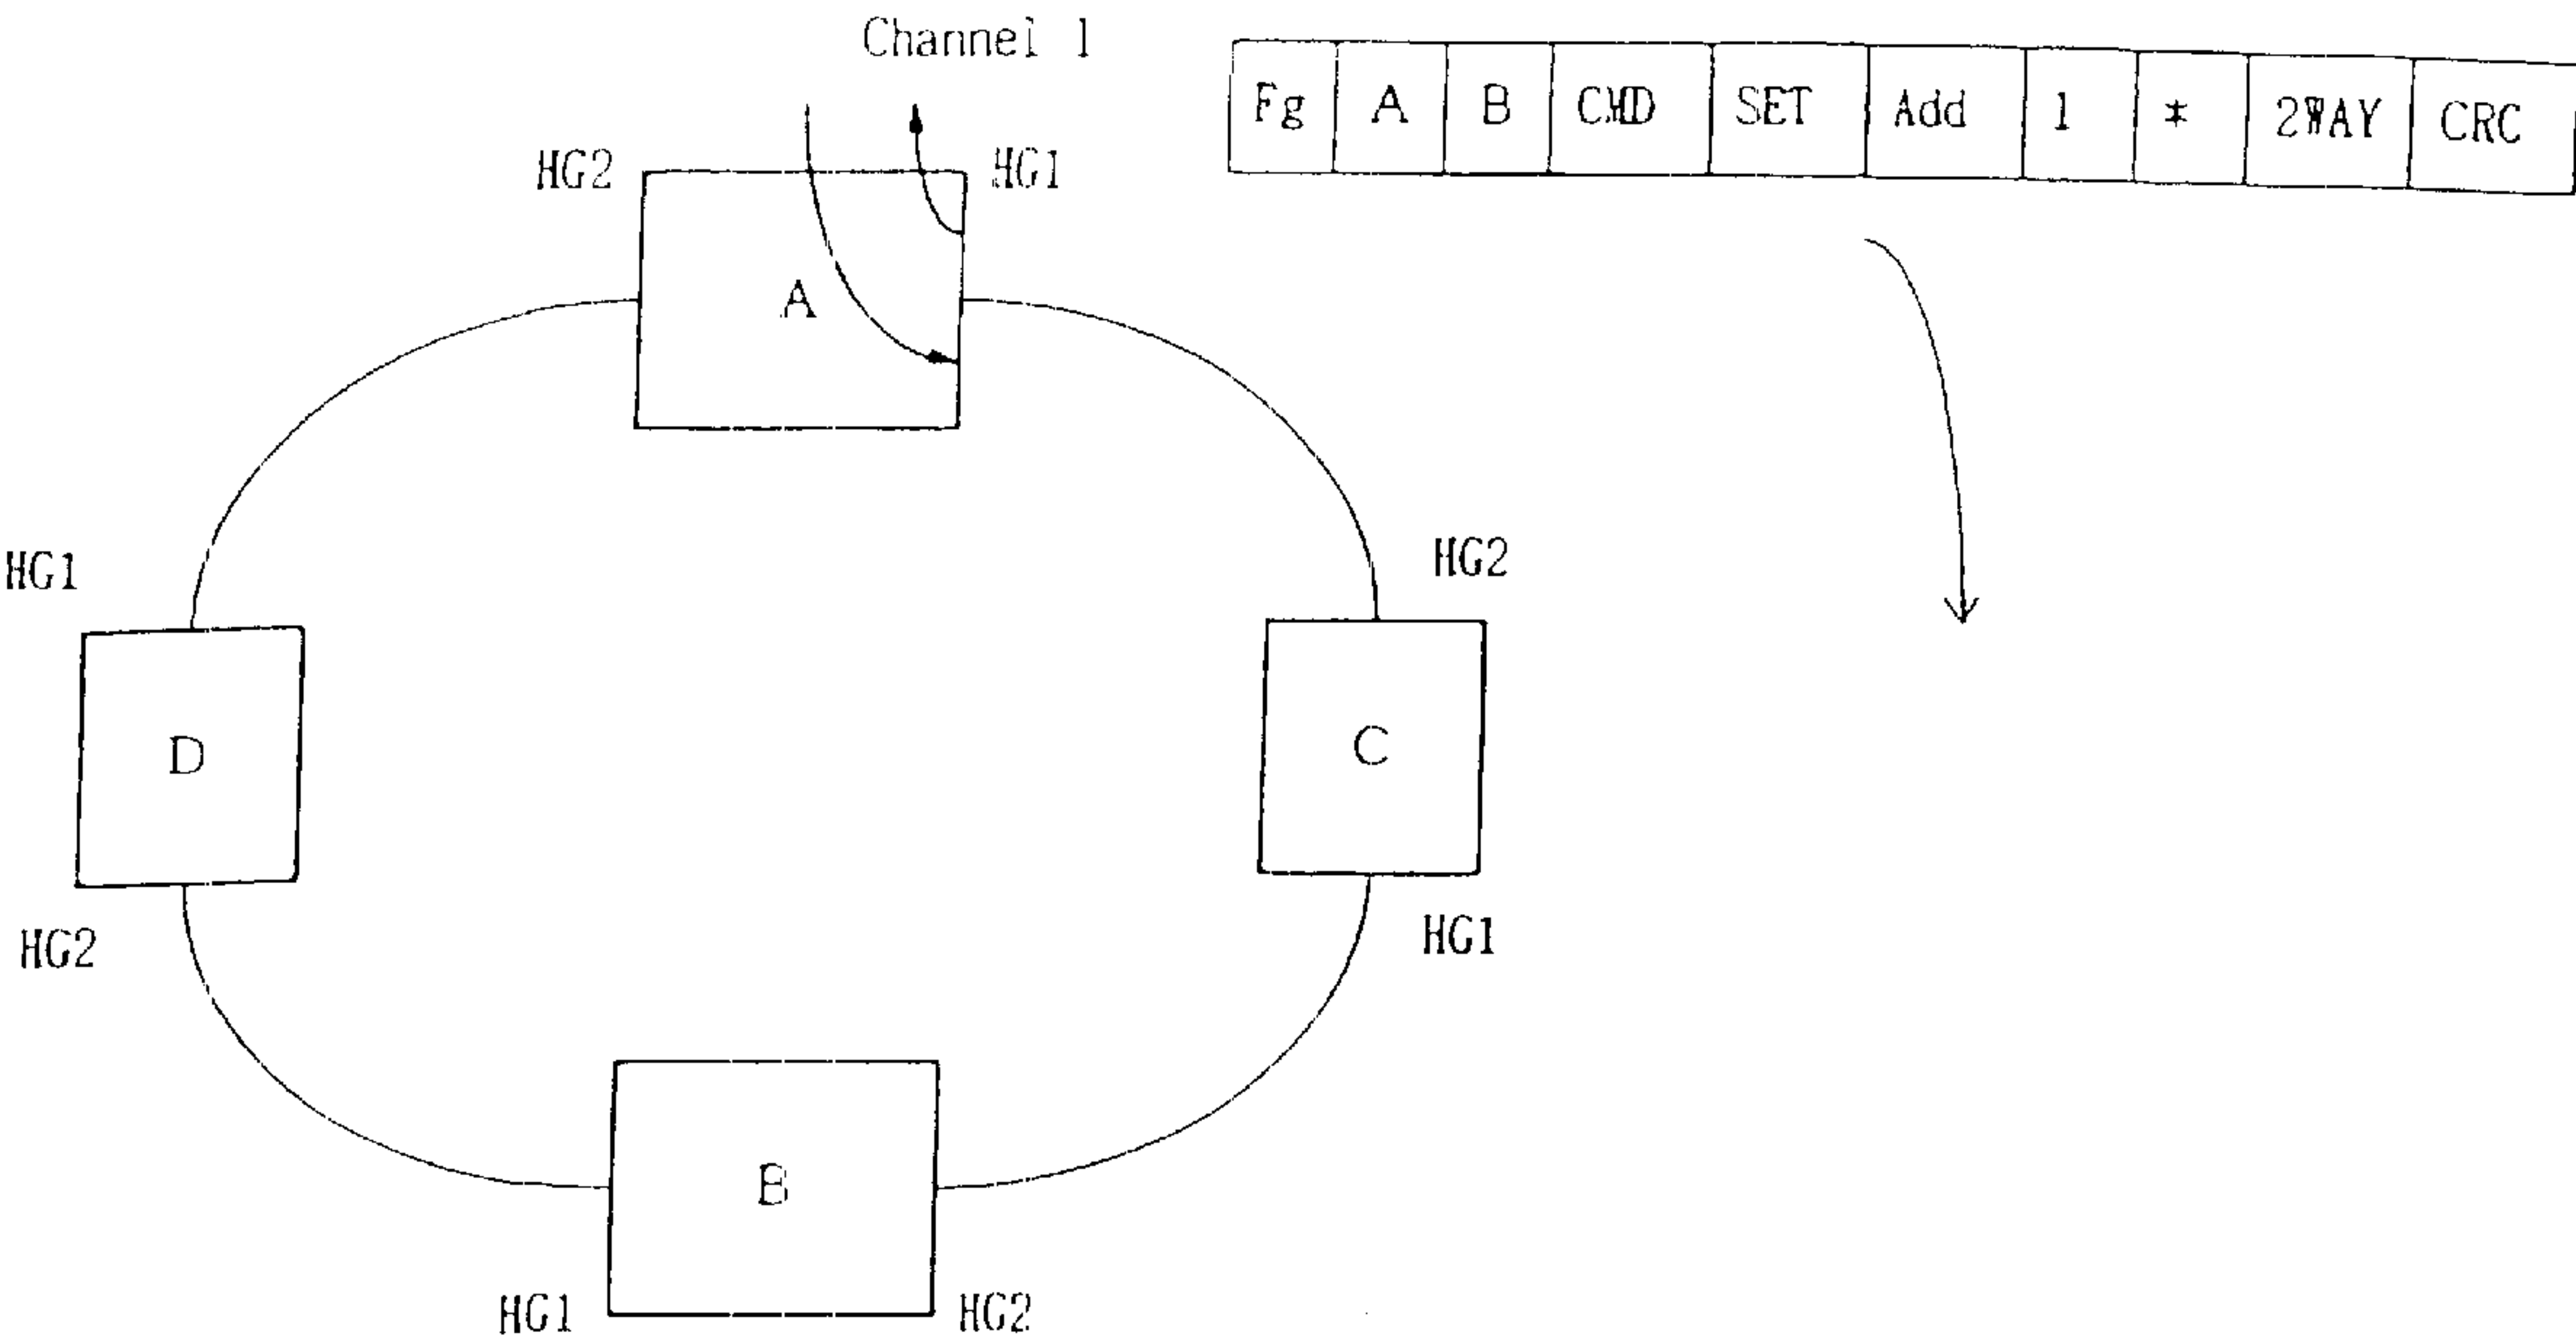 Channel 1
Fg A B CMD SET Add 1 * 2WAY CRC
HG2 HG1
A
HG2
HG1
D
C
HG2
HG1
B
HG1 HG2